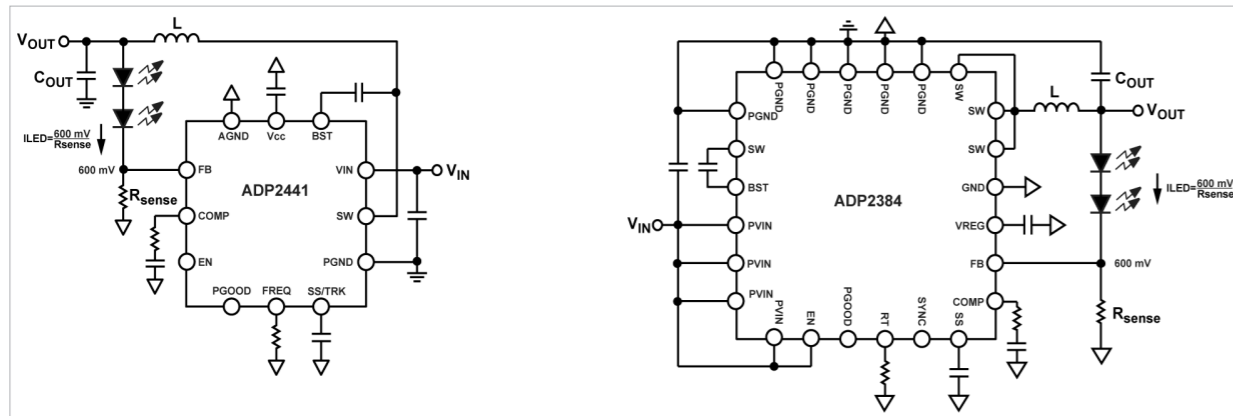 L
VOUT
COUT
ILED=600 mV/Rsense
600 mV
Rsense
AGND
Vcc
BST
FB
VIN
VIN
ADP2441
COMP
SW
EN
PGND
PGOOD
FREQ
SS/TRK
PGND
PGND
PGND
PGND
PGND
SW
PGND
SW
BST
PVIN
PVIN
PVIN
VIN
ADP2384
SW
SW
GND
VREG
FB
COMP
L
COUT
VOUT
ILED=600 mV/Rsense
600 mV
Rsense
PVIN
EN
PGOOD
RT
SYNC
SS